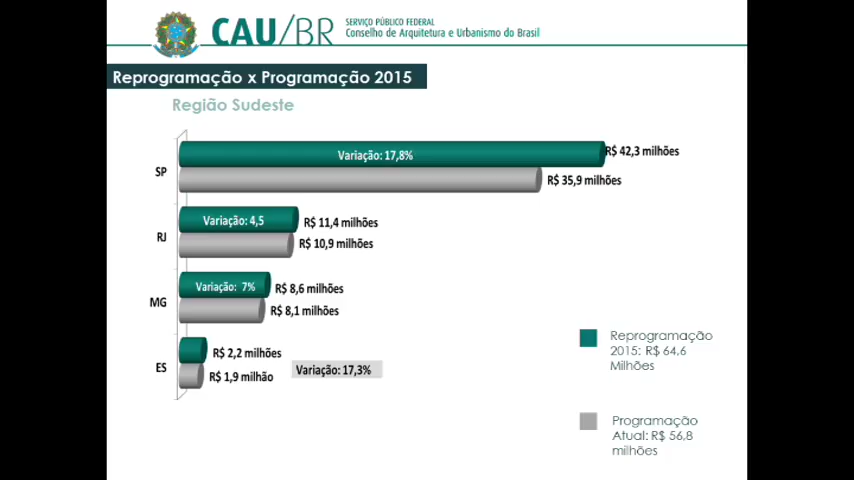 CAU/BR
SERVIÇO PÚBLICO FEDERAL
Conselho de Arquitetura e Urbanismo do Brasil
Reprogramação x Programação 2015
Região Sudeste
SP
Variação: 17,8%
R$ 42,3 milhões
R$ 35,9 milhões
RJ
Variação: 4,5
R$ 11,4 milhões
R$ 10,9 milhões
MG
Variação: 7%
R$ 8,6 milhões
R$ 8,1 milhões
ES
R$ 2,2 milhões
R$ 1,9 milhão
Variação: 17,3%
Reprogramação
2015: R$ 64,6
Milhões
Programação
Atual: R$ 56,8
milhões